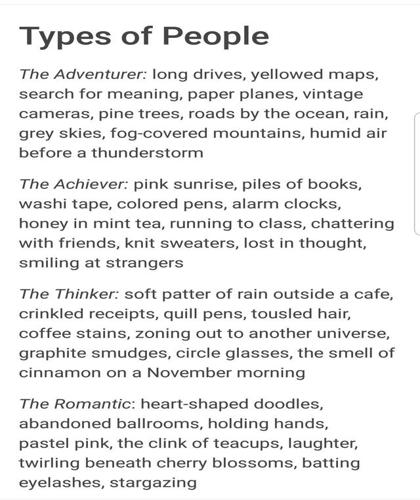 Types of People
The Adventurer: long drives, yellowed maps,
search for meaning, paper planes, vintage
cameras, pine trees, roads by the ocean, rain,
grey skies, fog-covered mountains, humid air
before a thunderstorm
The Achiever: pink sunrise, piles of books,
washi tape, colored pens, alarm clocks,
honey in mint tea, running to class, chattering
with friends, knit sweaters, lost in thought,
smiling at strangers
The Thinker: soft patter of rain outside a cafe,
crinkled receipts, quill pens, tousled hair,
coffee stains, zoning out to another universe,
graphite smudges, circle glasses, the smell of
cinnamon on a November morning
The Romantic: heart-shaped doodles,
abandoned ballrooms, holding hands,
pastel pink, the clink of teacups, laughter,
twirling beneath cherry blossoms, batting
eyelashes, stargazing